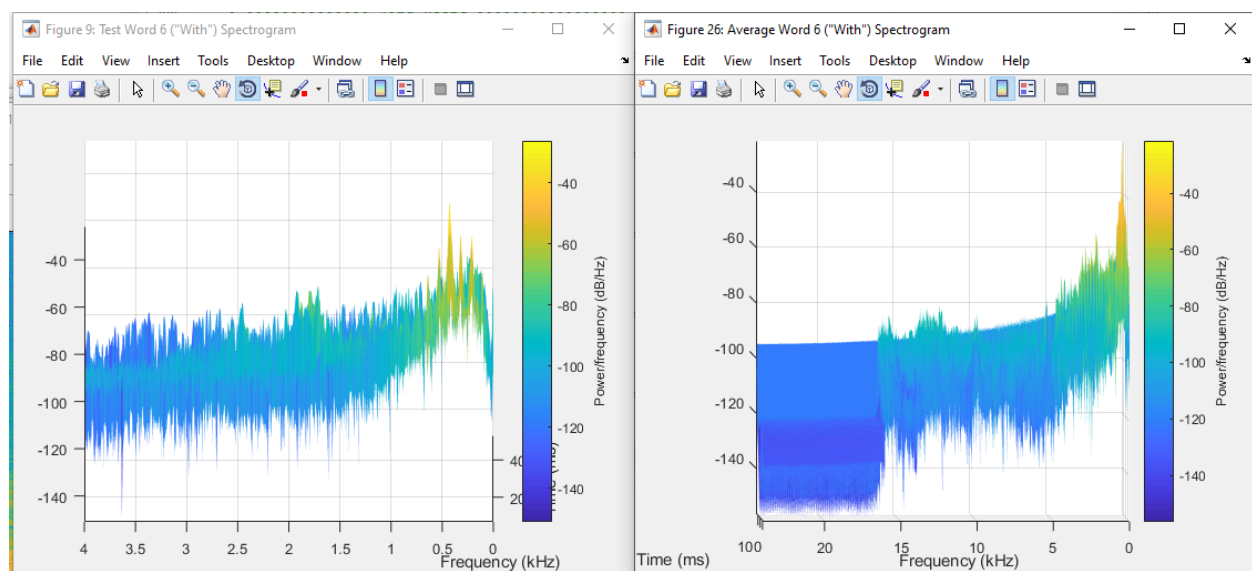 Figure 9: Test Word 6 ("With") Spectrogram
File Edit View Insert Tools Desktop Window Help
-40
-60
-80
-100
-120
-140
4 3.5 3 2.5 2 1.5 1 0.5 0
Frequency (kHz)
40
20
-40
-60
-80
-100
-120
-140
Power/frequency (dB/Hz)
Figure 26: Average Word 6 ("With") Spectrogram
File Edit View Insert Tools Desktop Window Help
-40
-60
-80
-100
-120
-140
100 20 15 10 5 0
Time (ms) Frequency (kHz)
-40
-60
-80
-100
-120
-140
Power/frequency (dB/Hz)